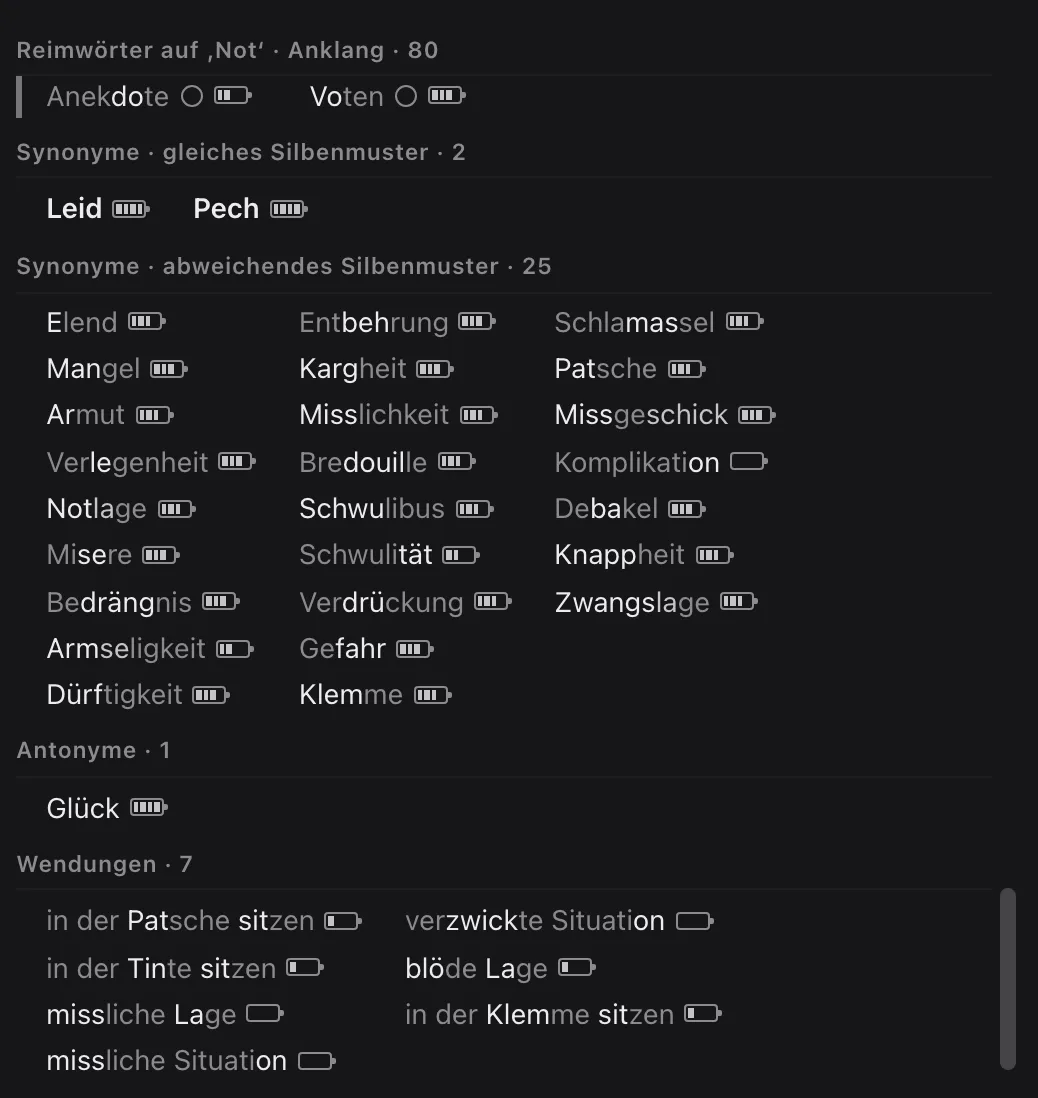 Reimwörter auf ‚Not‘ · Anklang · 80
Anekdote Voten
Synonyme · gleiches Silbenmuster · 2
Leid Pech
Synonyme · abweichendes Silbenmuster · 25
Elend Entbehrung Schlamassel
Mangel Kargheit Patsche
Armut Misslichkeit Missgeschick
Verlegenheit Bredouille Komplikation
Notlage Schwulibus Debakel
Misere Schwulität Knappheit
Bedrängnis Verdrückung Zwangslage
Armseligkeit Gefahr
Dürftigkeit Klemme
Antonyme · 1
Glück
Wendungen · 7
in der Patsche sitzen verzwickte Situation
in der Tinte sitzen blöde Lage
missliche Lage in der Klemme sitzen
missliche Situation